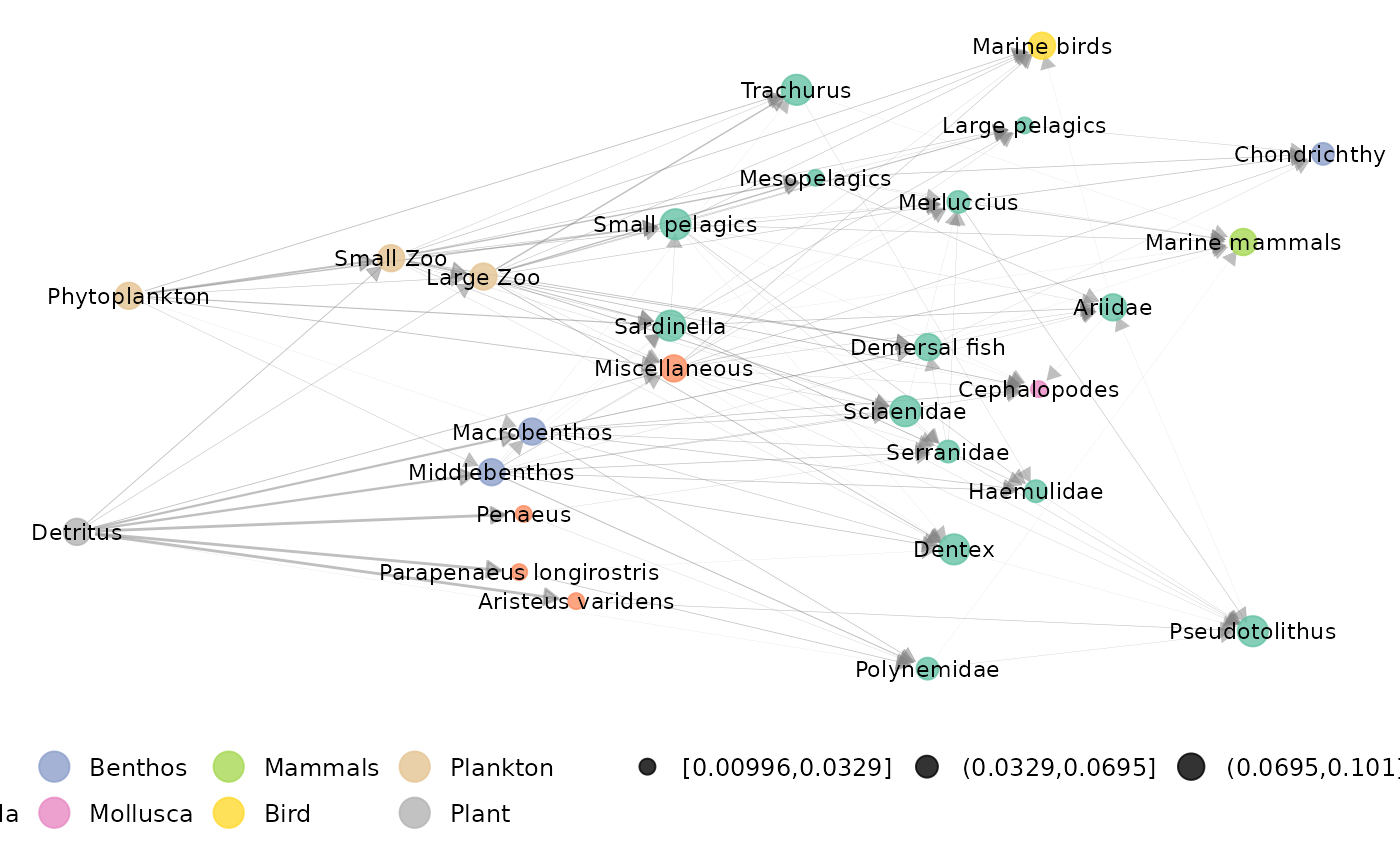 Marine birds
Trachurus
Large pelagics
Chondrichthy
Mesopelagics
Merluccius
Small pelagics
Marine mammals
Small Zoo
Large Zoo
Phytoplankton
Ariidae
Sardinella
Demersal fish
Miscellaneous
Cephalopodes
Sciaenidae
Macrobenthos
Serranidae
Middlebenthos
Haemulidae
Penaeus
Detritus
Dentex
Parapenaeus longirostris
Aristeus varidens
Pseudotolithus
Polynemidae
Benthos Mammals Plankton [0.00996,0.0329] (0.0329,0.0695] (0.0695,0.101]
da Mollusca Bird Plant